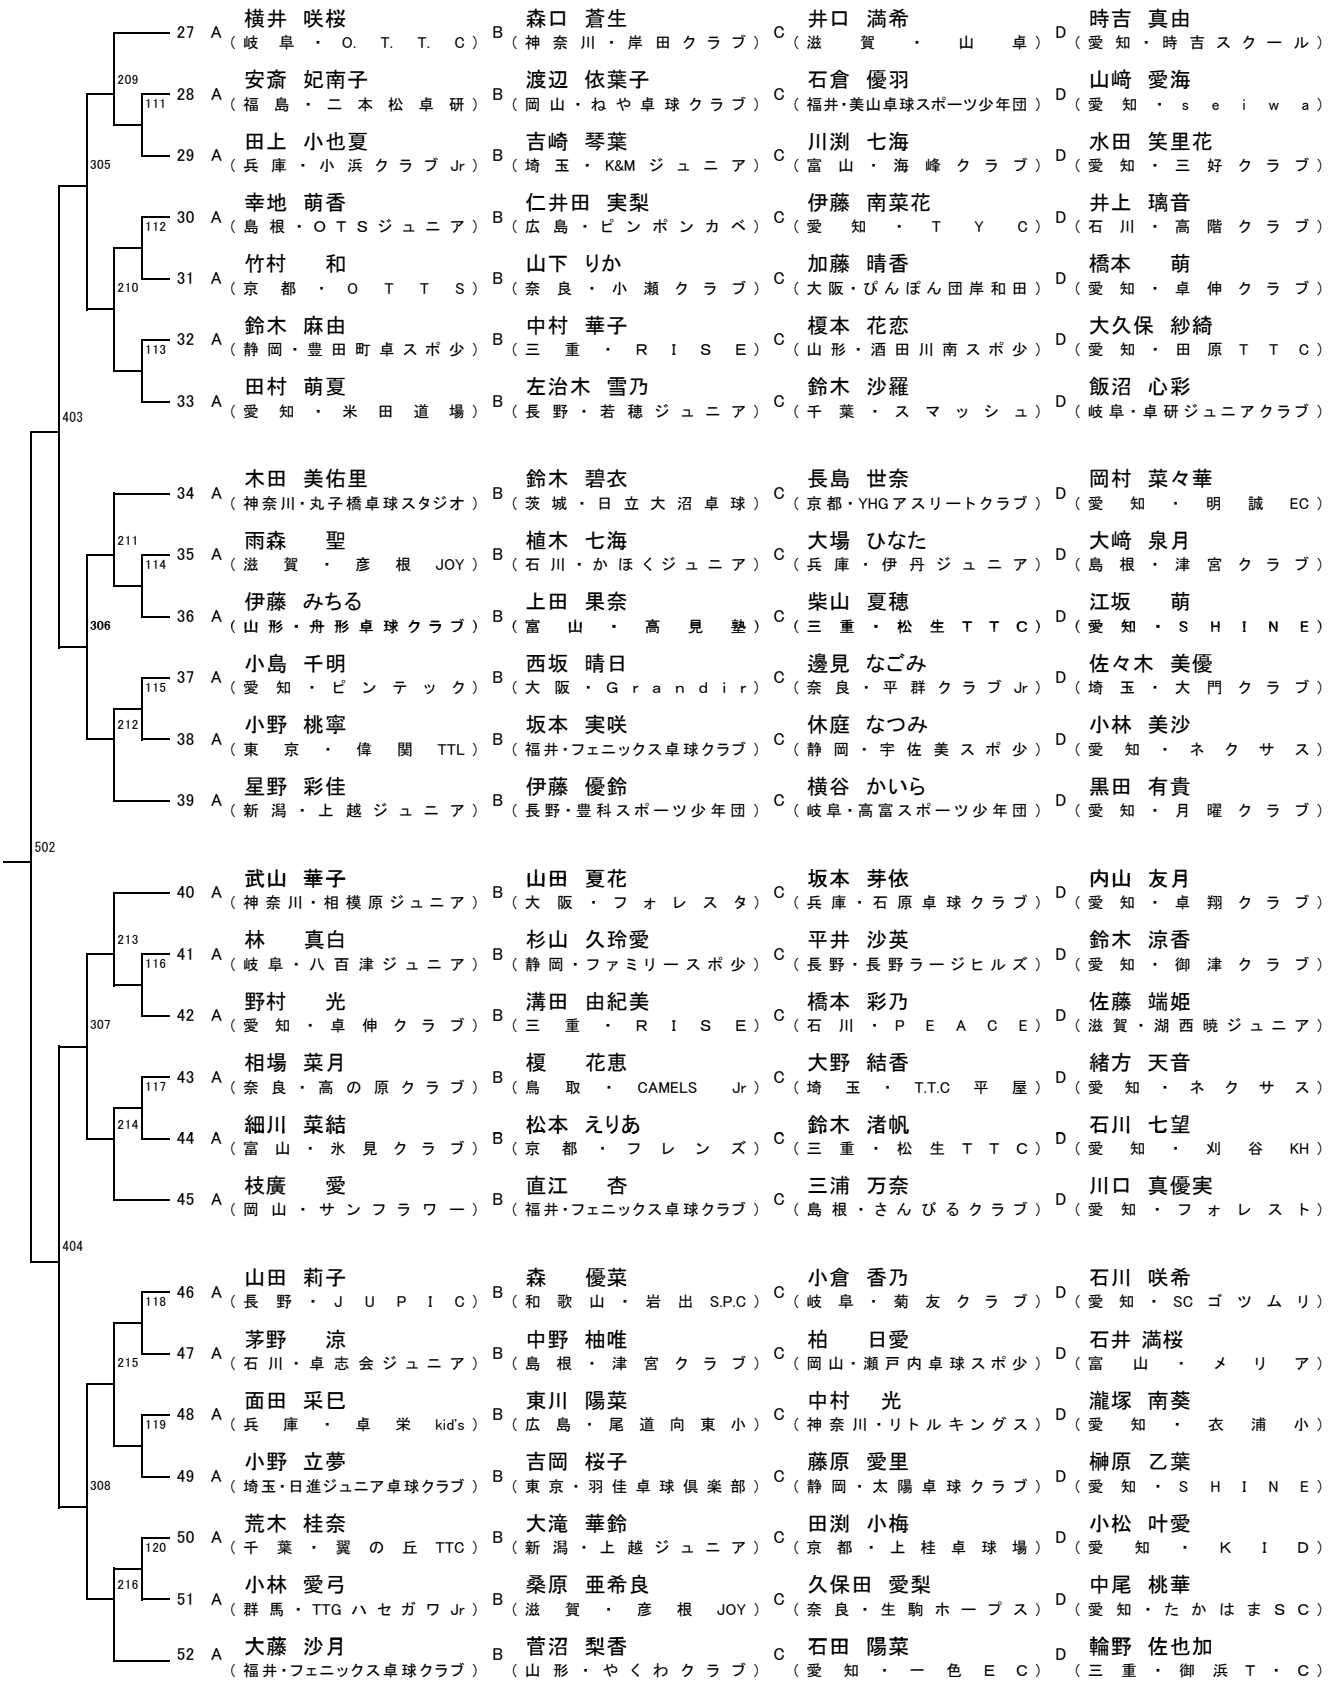 27 A 横井 咲桜 B 森口 蒼生 C 井口 満希 D 時吉 真由
(岐阜・O.T.T.C) (神奈川・岸田クラブ) (滋賀・山卓) (愛知・時吉スクール)
209
28 A 安斎 妃南子 B 渡辺 依葉子 C 石倉 優羽 D 山﨑 愛海
111 (福島・二本松卓研) (岡山・ねや卓球クラブ) (福井・美山卓球スポーツ少年団) (愛知・seiwa)
29 A 田上 小也夏 B 吉崎 琴葉 C 川渕 七海 D 水田 笑里花
305 (兵庫・小浜クラブJr) (埼玉・K&Mジュニア) (富山・海峰クラブ) (愛知・三好クラブ)
30 A 幸地 萌香 B 仁井田 実梨 C 伊藤 南菜花 D 井上 璃音
112 (島根・OTSジュニア) (広島・ピンポンカベ) (愛知・TYC) (石川・高階クラブ)
31 A 竹村 和 B 山下 りか C 加藤 晴香 D 橋本 萌
210 (京都・OTTS) (奈良・小瀬クラブ) (大阪・ぴんぽん団岸和田) (愛知・卓伸クラブ)
32 A 鈴木 麻由 B 中村 華子 C 榎本 花恋 D 大久保 紗綺
113 (静岡・豊田町卓スポ少) (三重・RISE) (山形・酒田川南スポ少) (愛知・田原TTC)
33 A 田村 萌夏 B 左治木 雪乃 C 鈴木 沙羅 D 飯沼 心彩
(愛知・米田道場) (長野・若穂ジュニア) (千葉・スマッシュ) (岐阜・卓研ジュニアクラブ)
403
34 A 木田 美佑里 B 鈴木 碧衣 C 長島 世奈 D 岡村 菜々華
(神奈川・丸子橋卓球スタジオ) (茨城・日立大沼卓球) (京都・YHGアスリートクラブ) (愛知・明誠EC)
211
35 A 雨森 聖 B 植木 七海 C 大場 ひなた D 大﨑 泉月
114 (滋賀・彦根JOY) (石川・かほくジュニア) (兵庫・伊丹ジュニア) (島根・津宮クラブ)
36 A 伊藤 みちる B 上田 果奈 C 柴山 夏穂 D 江坂 萌
306 (山形・舟形卓球クラブ) (富山・高見塾) (三重・松生TTC) (愛知・SHINE)
37 A 小島 千明 B 西坂 晴日 C 邊見 なごみ D 佐々木 美優
115 (愛知・ピンテック) (大阪・Grandir) (奈良・平群クラブJr) (埼玉・大門クラブ)
38 A 小野 桃寧 B 坂本 実咲 C 休庭 なつみ D 小林 美沙
212 (東京・偉関TTL) (福井・フェニックス卓球クラブ) (静岡・宇佐美スポ少) (愛知・ネクサス)
39 A 星野 彩佳 B 伊藤 優鈴 C 横谷 かいら D 黒田 有貴
(新潟・上越ジュニア) (長野・豊科スポーツ少年団) (岐阜・高富スポーツ少年団) (愛知・月曜クラブ)
502
40 A 武山 華子 B 山田 夏花 C 坂本 芽依 D 内山 友月
(神奈川・相模原ジュニア) (大阪・フォレスタ) (兵庫・石原卓球クラブ) (愛知・卓翔クラブ)
213
41 A 林 真白 B 杉山 久玲愛 C 平井 沙英 D 鈴木 涼香
116 (岐阜・八百津ジュニア) (静岡・ファミリースポ少) (長野・長野ラージヒルズ) (愛知・御津クラブ)
42 A 野村 光 B 溝田 由紀美 C 橋本 彩乃 D 佐藤 端姫
307 (愛知・卓伸クラブ) (三重・RISE) (石川・PEACE) (滋賀・湖西暁ジュニア)
43 A 相場 菜月 B 榎 花恵 C 大野 結香 D 緒方 天音
117 (奈良・高の原クラブ) (鳥取・CAMELS Jr) (埼玉・T.T.C平屋) (愛知・ネクサス)
44 A 細川 菜結 B 松本 えりあ C 鈴木 渚帆 D 石川 七望
214 (富山・氷見クラブ) (京都・フレンズ) (三重・松生TTC) (愛知・刈谷KH)
45 A 枝廣 愛 B 直江 杏 C 三浦 万奈 D 川口 真優実
(岡山・サンフラワー) (福井・フェニックス卓球クラブ) (島根・さんびるクラブ) (愛知・フォレスト)
404
46 A 山田 莉子 B 森 優菜 C 小倉 香乃 D 石川 咲希
118 (長野・JUPIC) (和歌山・岩出S.P.C) (岐阜・菊友クラブ) (愛知・SCゴツムリ)
47 A 茅野 涼 B 中野 柚唯 C 柏 日愛 D 石井 満桜
215 (石川・卓志会ジュニア) (島根・津宮クラブ) (岡山・瀬戸内卓球スポ少) (富山・メリア)
48 A 面田 采巳 B 東川 陽菜 C 中村 光 D 瀧塚 南葵
119 (兵庫・卓栄kid's) (広島・尾道向東小) (神奈川・リトルキングス) (愛知・衣浦小)
49 A 小野 立夢 B 吉岡 桜子 C 藤原 愛里 D 榊原 乙葉
308 (埼玉・日進ジュニア卓球クラブ) (東京・羽佳卓球倶楽部) (静岡・太陽卓球クラブ) (愛知・SHINE)
50 A 荒木 桂奈 B 大滝 華鈴 C 田渕 小梅 D 小松 叶愛
120 (千葉・翼の丘TTC) (新潟・上越ジュニア) (京都・上桂卓球場) (愛知・KID)
51 A 小林 愛弓 B 桑原 亜希良 C 久保田 愛梨 D 中尾 桃華
216 (群馬・TTGハセガワJr) (滋賀・彦根JOY) (奈良・生駒ホープス) (愛知・たかはまSC)
52 A 大藤 沙月 B 菅沼 梨香 C 石田 陽菜 D 輪野 佐也加
(福井・フェニックス卓球クラブ) (山形・やくわクラブ) (愛知・一色EC) (三重・御浜T・C)